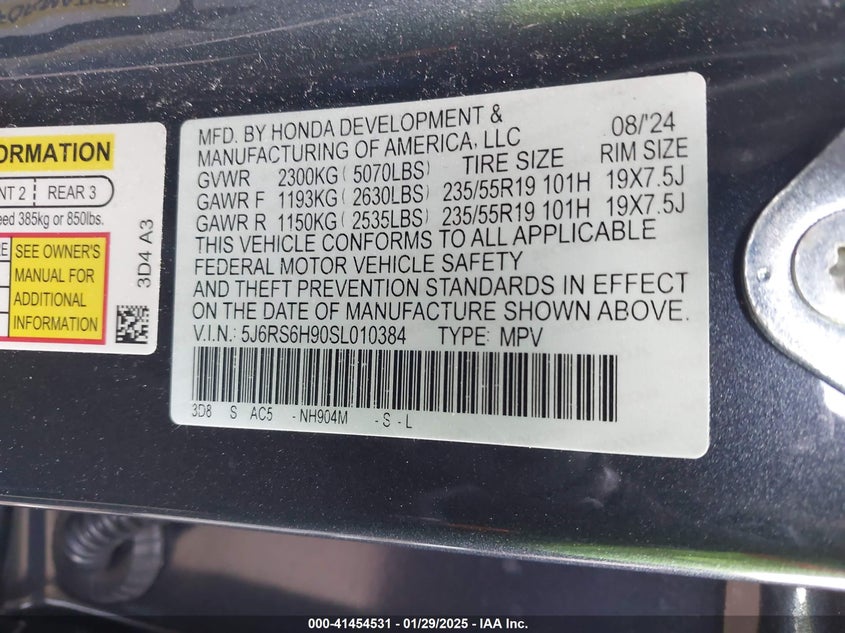 ORMATION
NT 2 REAR 3
eed 385kg or 850lbs.
RE SEE OWNER'S
MANUAL FOR
ADDITIONAL
INFORMATION
3D4 A3
MFD. BY HONDA DEVELOPMENT & 08/'24
MANUFACTURING OF AMERICA, LLC
GVWR 2300KG ( 5070LBS) TIRE SIZE RIM SIZE
GAWR F 1193KG ( 2630LBS) 235/55R19 101H 19X7.5J
GAWR R 1150KG ( 2535LBS) 235/55R19 101H 19X7.5J
THIS VEHICLE CONFORMS TO ALL APPLICABLE
FEDERAL MOTOR VEHICLE SAFETY
AND THEFT PREVENTION STANDARDS IN EFFECT
ON THE DATE OF MANUFACTURE SHOWN ABOVE.
V.I.N.: 5J6RS6H90SL010384 TYPE: MPV
3D8 S AC5 - NH904M - S - L
000-41454531 - 01/29/2025 - IAA Inc.